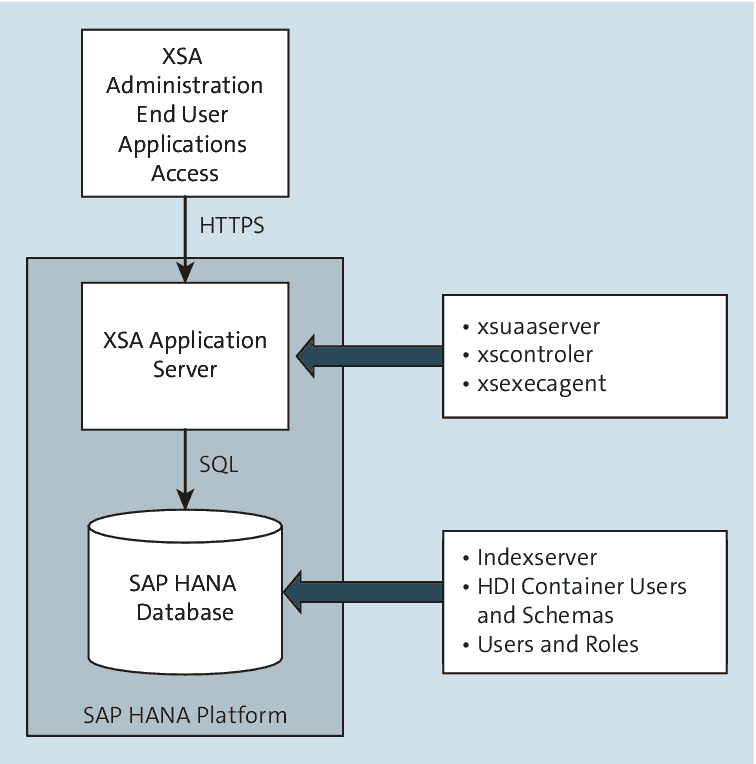 XSA
Administration
End User
Applications
Access
HTTPS
XSA Application
Server
• xsuaaserver
• xscontroler
• xsexecagent
SQL
SAP HANA
Database
• Indexserver
• HDI Container Users
and Schemas
• Users and Roles
SAP HANA Platform